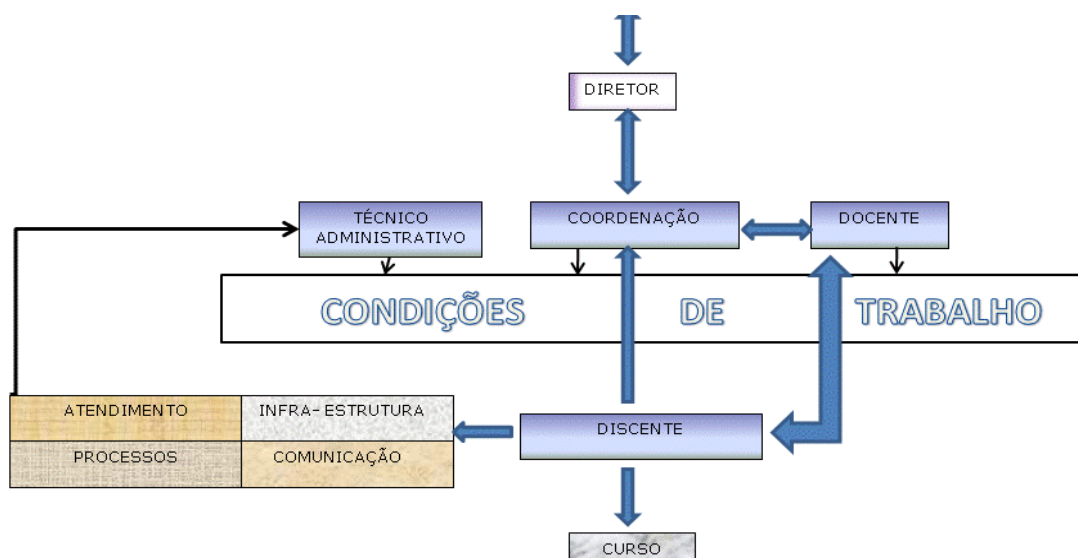 DIRETOR
TÉCNICO
ADMINISTRATIVO
COORDENAÇÃO
DOCENTE
CONDIÇÕES DE TRABALHO
ATENDIMENTO
INFRA-ESTRUTURA
PROCESSOS
COMUNICAÇÃO
DISCENTE
CURSO